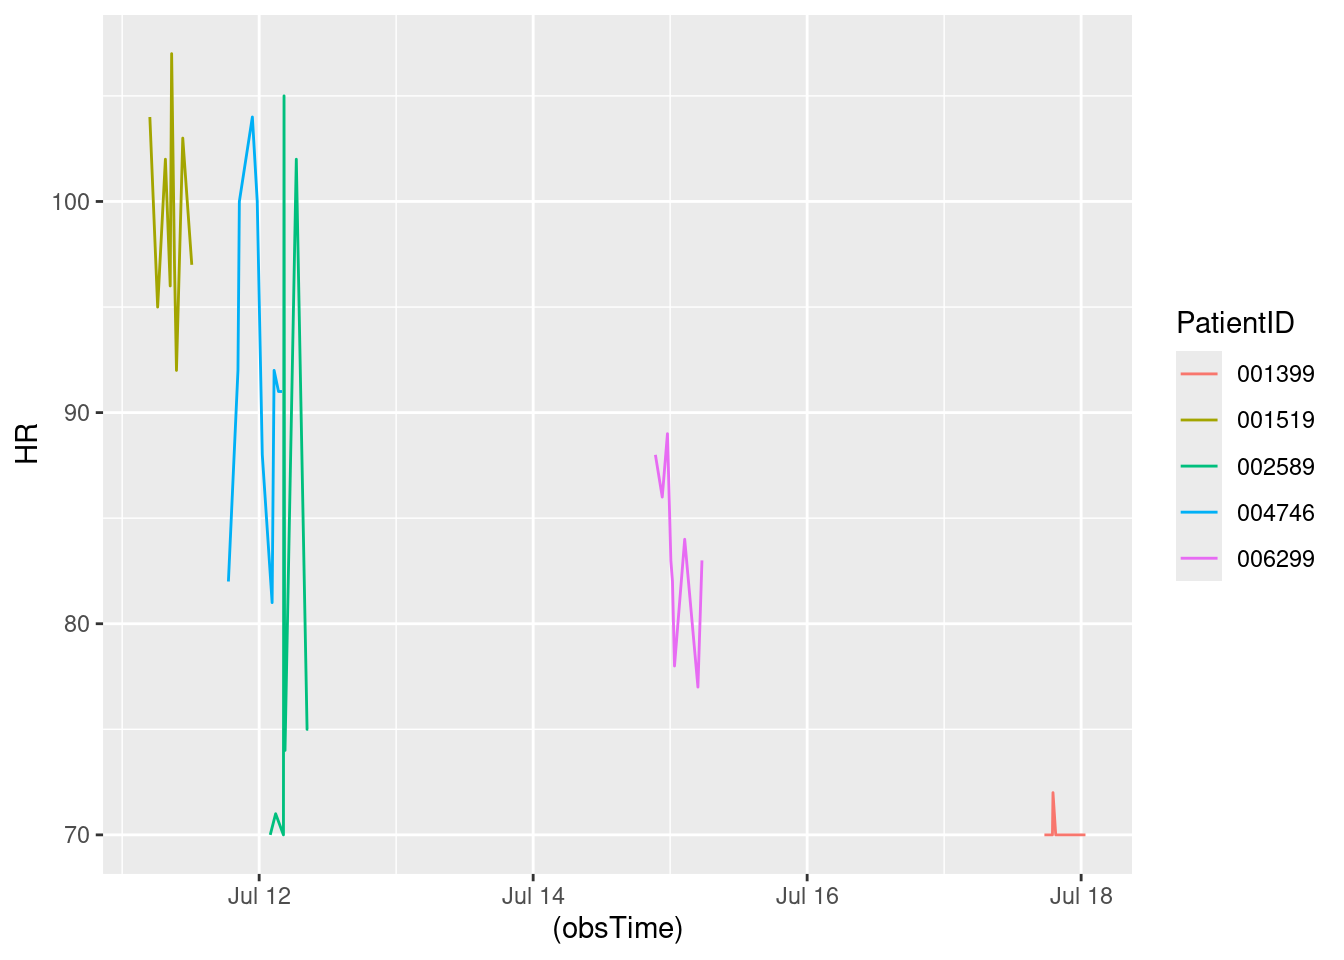 HR
100
90
80
70
Jul 12
Jul 14
Jul 16
Jul 18
(obsTime)
PatientID
001399
001519
002589
004746
006299